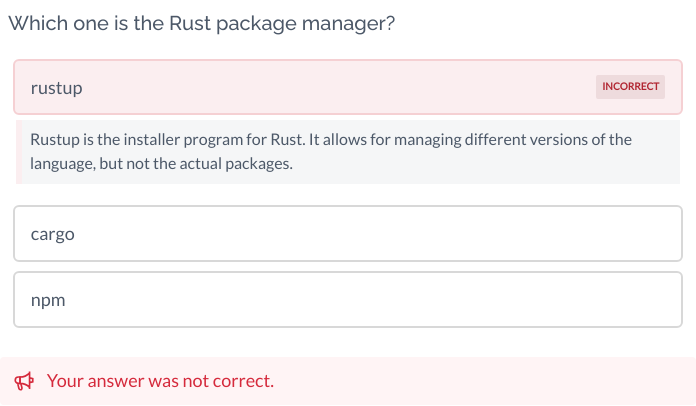 Which one is the Rust package manager?
rustup
INCORRECT
Rustup is the installer program for Rust. It allows for managing different versions of the
language, but not the actual packages.
cargo
npm
Your answer was not correct.